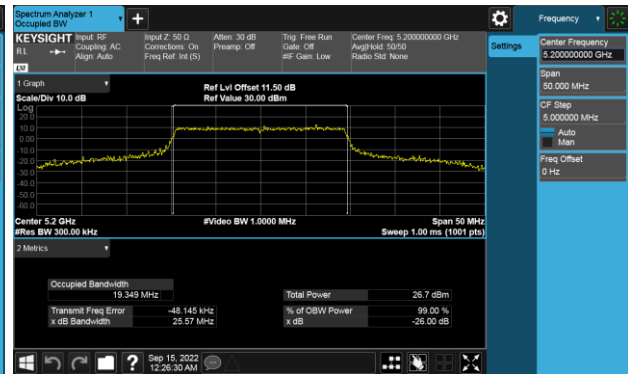 Spectrum Analyzer 1
Occupied BW
+
Frequency
KEYSIGHT
RL
Input: RF
Coupling: AC
Align: Auto
Input Z: 50 Ω
Corrections: On
Freq Ref: Int (S)
Atten: 30 dB
Preamp: Off
Trig: Free Run
Gate: Off
#IF Gain: Low
Center Freq: 5.200000000 GHz
Avg|Hold: 50/50
Radio Std: None
LXI
Settings
Center Frequency
5.200000000 GHz
Span
50.000 MHz
CF Step
5.000000 MHz
Auto
Man
Freq Offset
0 Hz
1 Graph
Scale/Div 10.0 dB
Ref Lvl Offset 11.50 dB
Ref Value 30.00 dBm
Log
20.0
10.0
0.00
-10.0
-20.0
-30.0
-40.0
-50.0
-60.0
Center 5.2 GHz
#Video BW 1.0000 MHz
Span 50 MHz
#Res BW 300.00 kHz
Sweep 1.00 ms (1001 pts)
2 Metrics
Occupied Bandwidth
19.349 MHz
Total Power 26.7 dBm
Transmit Freq Error -48.145 kHz
% of OBW Power 99.00 %
x dB Bandwidth 25.57 MHz
x dB -26.00 dB
?
Sep 15, 2022
12:26:30 AM